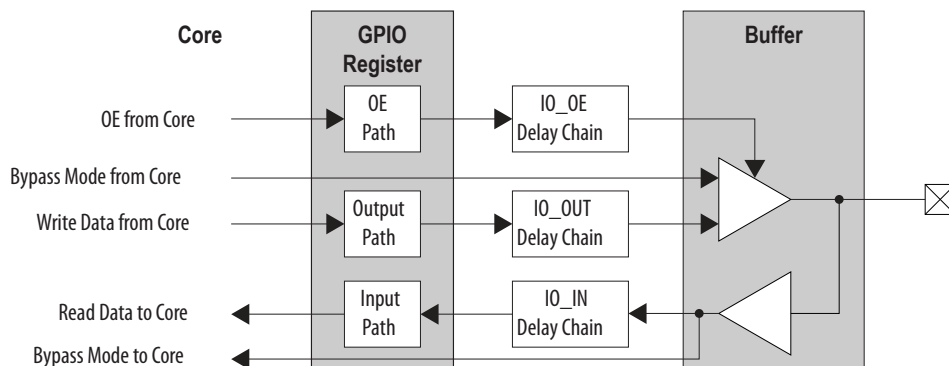 Core
GPIO
Register
Buffer
OE from Core
OE
Path
IO_OE
Delay Chain
Bypass Mode from Core
Write Data from Core
Output
Path
IO_OUT
Delay Chain
Read Data to Core
Input
Path
IO_IN
Delay Chain
Bypass Mode to Core